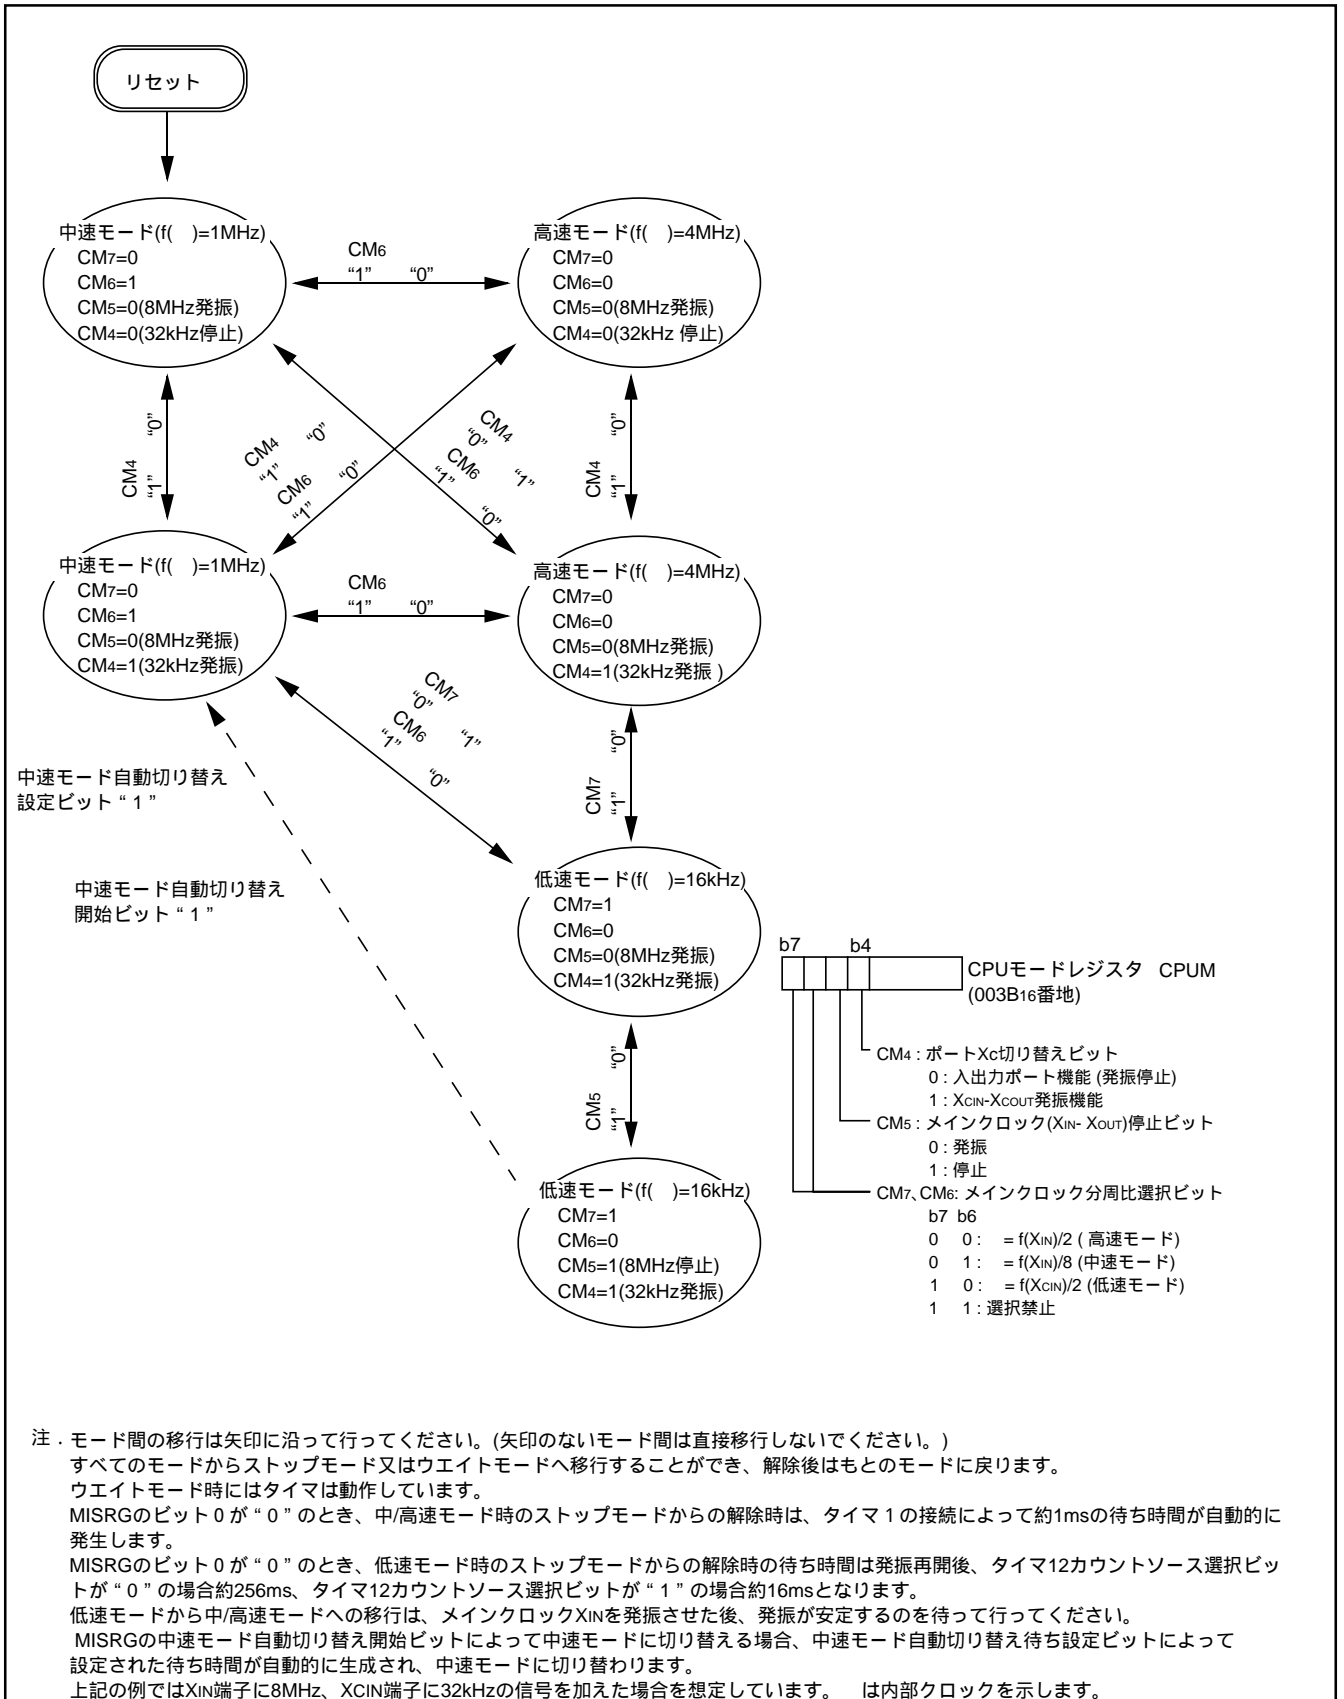 リセット
中速モード(f(　)=1MHz)
CM7=0
CM6=1
CM5=0(8MHz発振)
CM4=0(32kHz停止)
CM6
“1”　“0”
高速モード(f(　)=4MHz)
CM7=0
CM6=0
CM5=0(8MHz発振)
CM4=0(32kHz 停止)
CM4
“1”　“0”
CM4
“1”　“0”
CM6
“1”　“0”
CM4
“0”　“1”
CM6
“1”　“0”
CM4
“1”　“0”
中速モード(f(　)=1MHz)
CM7=0
CM6=1
CM5=0(8MHz発振)
CM4=1(32kHz発振)
CM6
“1”　“0”
高速モード(f(　)=4MHz)
CM7=0
CM6=0
CM5=0(8MHz発振)
CM4=1(32kHz発振 )
CM7
“0”　“1”
CM6
“1”　“0”
CM7
“1”　“0”
中速モード自動切り替え
設定ビット “ 1 ”
中速モード自動切り替え
開始ビット “ 1 ”
低速モード(f(　)=16kHz)
CM7=1
CM6=0
CM5=0(8MHz発振)
CM4=1(32kHz発振)
CM5
“1”　“0”
低速モード(f(　)=16kHz)
CM7=1
CM6=0
CM5=1(8MHz停止)
CM4=1(32kHz発振)
b7　b4
CPUモードレジスタ　CPUM
(003B16番地)
CM4 : ポートXc切り替えビット
0 : 入出力ポート機能 (発振停止)
1 : XCIN-XCOUT発振機能
CM5 : メインクロック(XIN- XOUT)停止ビット
0 : 発振
1 : 停止
CM7、CM6: メインクロック分周比選択ビット
b7 b6
0　0 :　= f(XIN)/2 ( 高速モード)
0　1 :　= f(XIN)/8 (中速モード)
1　0 :　= f(XCIN)/2 (低速モード)
1　1 : 選択禁止
注 . モード間の移行は矢印に沿って行ってください。(矢印のないモード間は直接移行しないでください。)
すべてのモードからストップモード又はウエイトモードへ移行することができ、解除後はもとのモードに戻ります。
ウエイトモード時にはタイマは動作しています。
MISRGのビット 0 が “ 0 ” のとき、中/高速モード時のストップモードからの解除時は、タイマ 1 の接続によって約1msの待ち時間が自動的に
発生します。
MISRGのビット 0 が “ 0 ” のとき、低速モード時のストップモードからの解除時の待ち時間は発振再開後、タイマ12カウントソース選択ビッ
トが “ 0 ” の場合約256ms、タイマ12カウントソース選択ビットが “ 1 ” の場合約16msとなります。
低速モードから中/高速モードへの移行は、メインクロックXINを発振させた後、発振が安定するのを待って行ってください。
MISRGの中速モード自動切り替え開始ビットによって中速モードに切り替える場合、中速モード自動切り替え待ち設定ビットによって
設定された待ち時間が自動的に生成され、中速モードに切り替わります。
上記の例ではXIN端子に8MHz、XCIN端子に32kHzの信号を加えた場合を想定しています。　は内部クロックを示します。